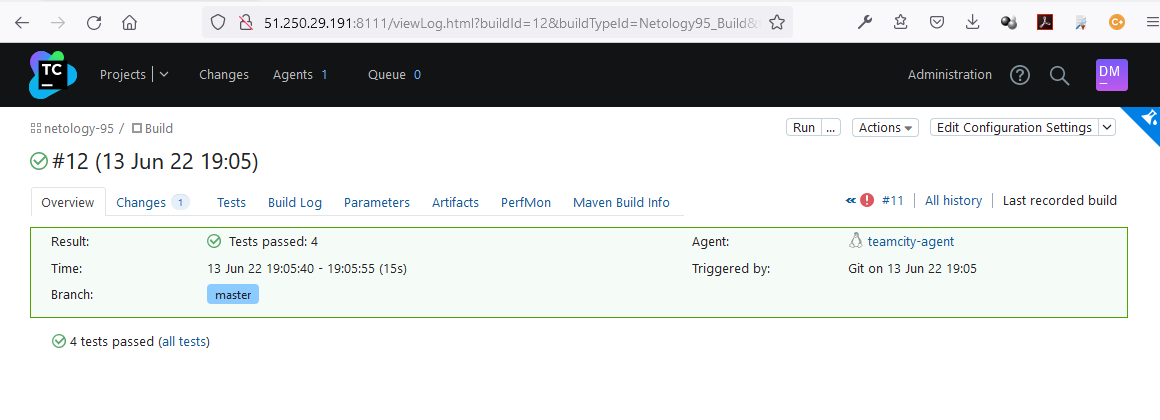 51.250.29.191:8111/viewLog.html?buildId=12&buildTypeId=Netology95_Build&
TC Projects Changes Agents 1 Queue 0 Administration ? DM
netology-95 / Build Run ... Actions Edit Configuration Settings
#12 (13 Jun 22 19:05)
Overview Changes 1 Tests Build Log Parameters Artifacts PerfMon Maven Build Info #11 All history Last recorded build
Result: Tests passed: 4 Agent: teamcity-agent
Time: 13 Jun 22 19:05:40 - 19:05:55 (15s) Triggered by: Git on 13 Jun 22 19:05
Branch: master
4 tests passed (all tests)